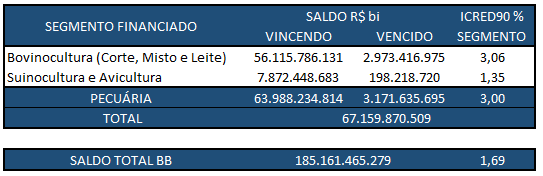 SEGMENTO FINANCIADO SALDO R$ bi ICRED90 %
VINCENDO VENCIDO SEGMENTO
Bovinocultura (Corte, Misto e Leite) 56.115.786.131 2.973.416.975 3,06
Suinocultura e Avicultura 7.872.448.683 198.218.720 1,35
PECUÁRIA 63.988.234.814 3.171.635.695 3,00
TOTAL 67.159.870.509
SALDO TOTAL BB 185.161.465.279 1,69